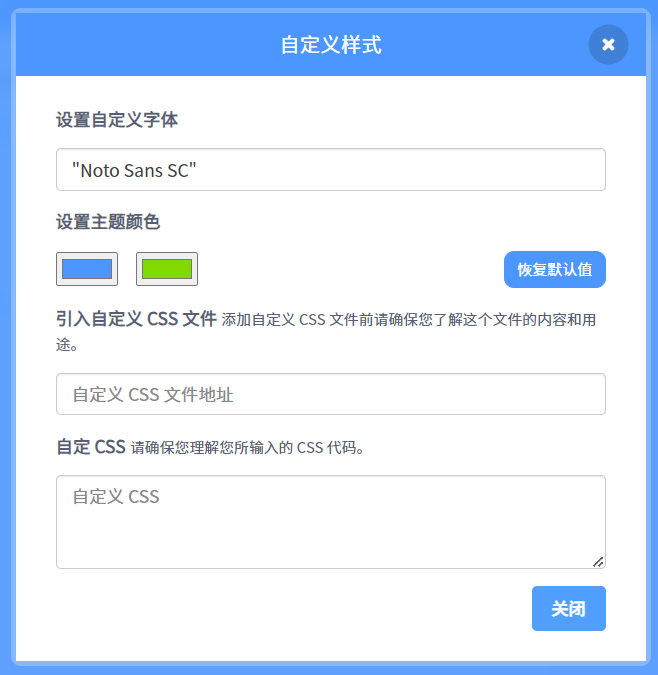 自定义样式
设置自定义字体
"Noto Sans SC"
设置主题颜色
恢复默认值
引入自定义 CSS 文件 添加自定义 CSS 文件前请确保您了解这个文件的内容和用
途。
自定义 CSS 文件地址
自定 CSS 请确保您理解您所输入的 CSS 代码。
自定义 CSS
关闭